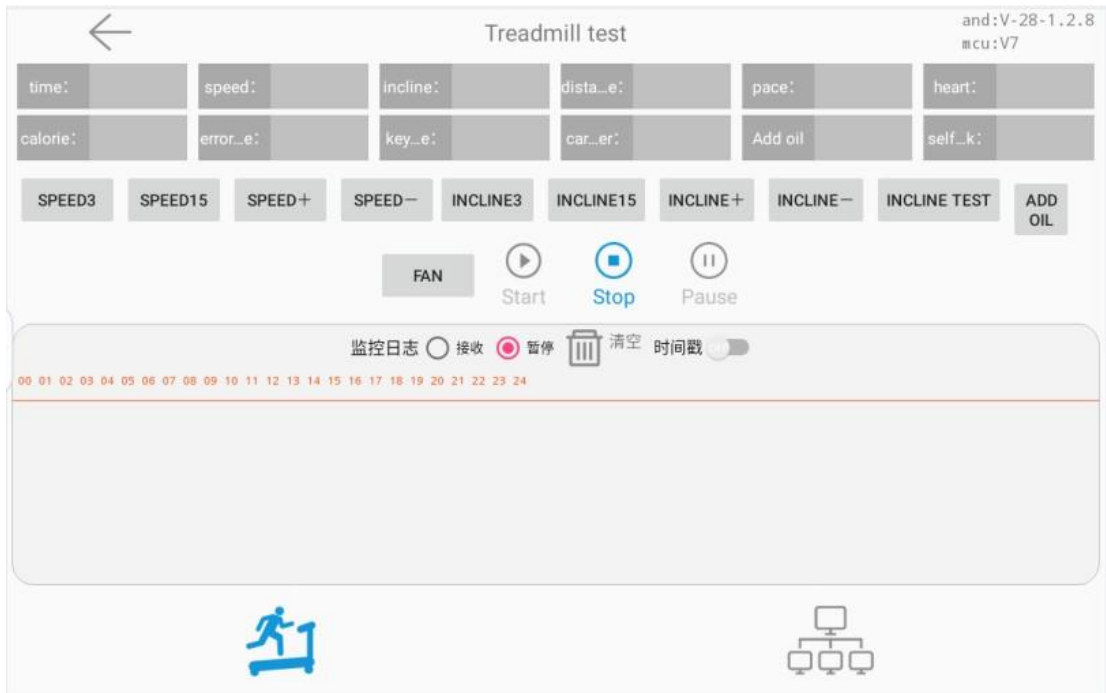 Treadmill test
and:V-28-1.2.8
mcu:V7
time: speed: incline: dista...e: pace: heart:
calorie: error...e: key...e: car...er: Add oil self...k:
SPEED3 SPEED15 SPEED+ SPEED- INCLINE3 INCLINE15 INCLINE+ INCLINE- INCLINE TEST ADD OIL
FAN Start Stop Pause
监控日志 接收 暂停 清空 时间戳
00 01 02 03 04 05 06 07 08 09 10 11 12 13 14 15 16 17 18 19 20 21 22 23 24